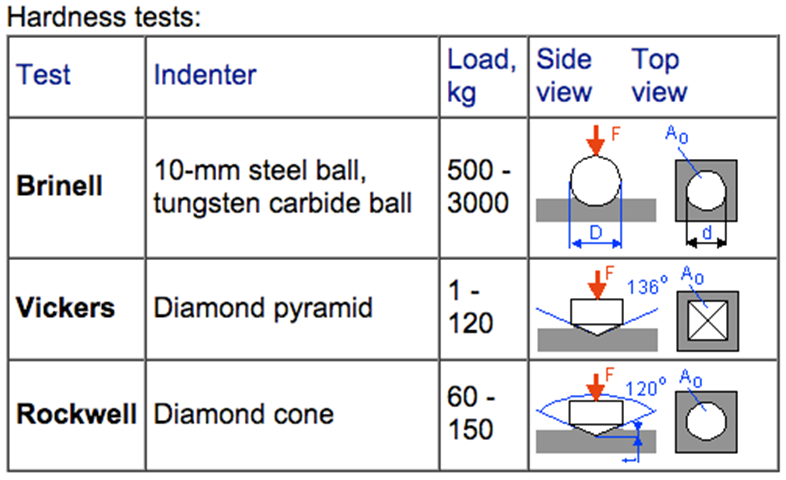 Hardness tests:
Test
Indenter
Load,
kg
Side Top
view view
Brinell
10-mm steel ball,
tungsten carbide ball
500 -
3000
F
A₀
D
d
Vickers
Diamond pyramid
1 -
120
F
136°
A₀
Rockwell
Diamond cone
60 -
150
F
120°
A₀
t